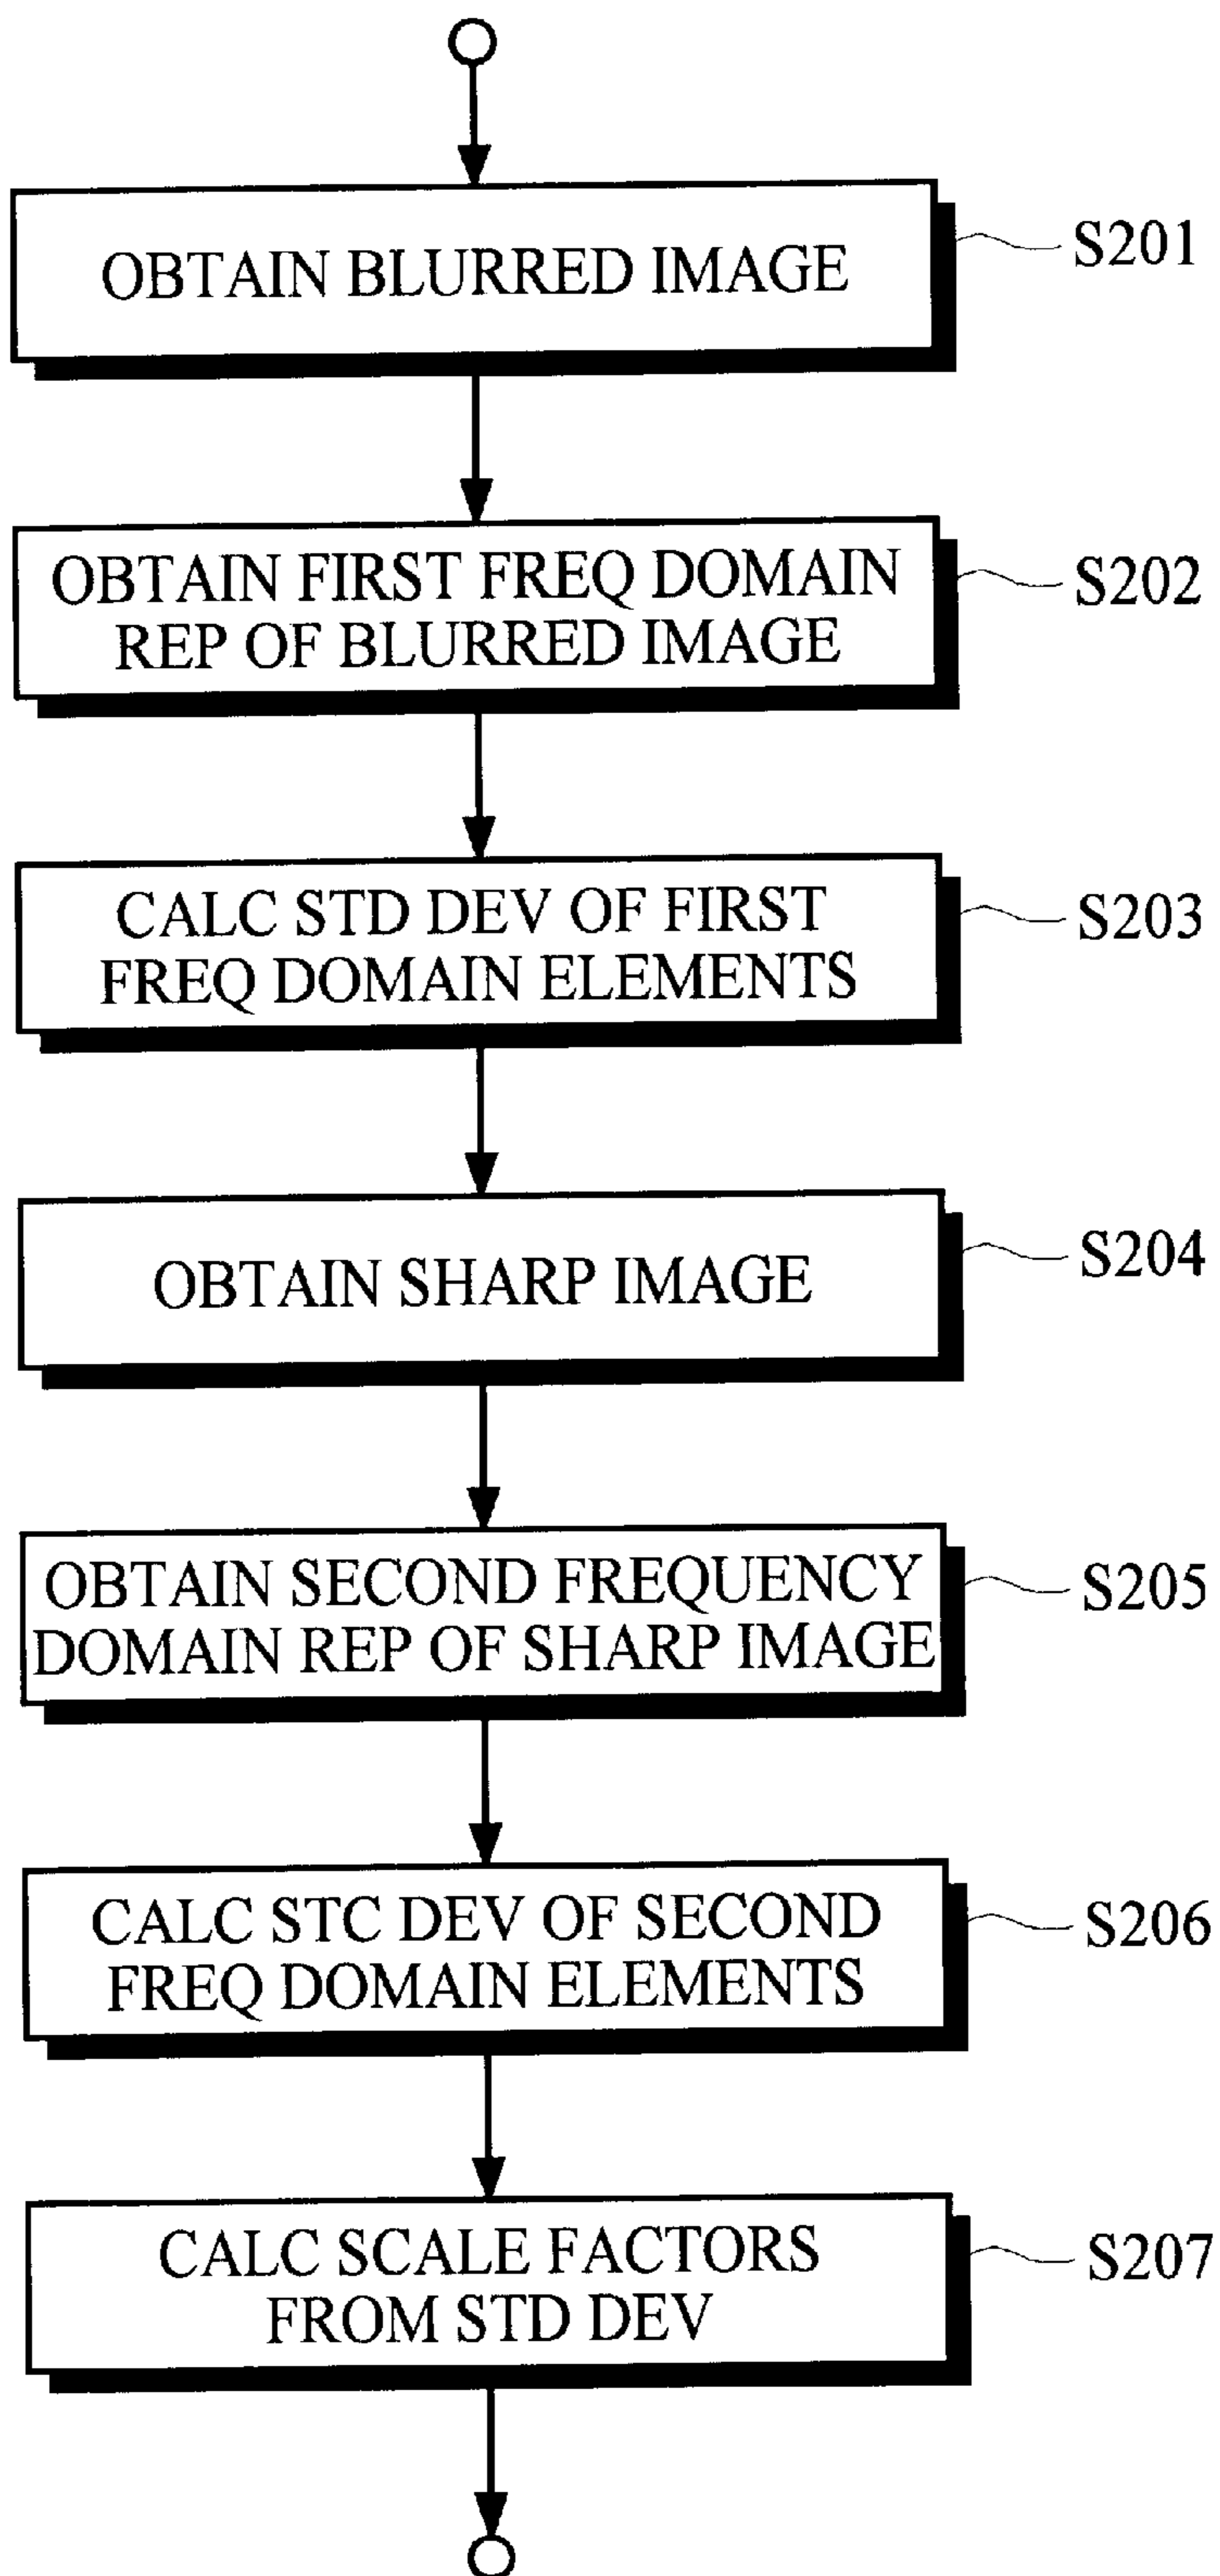 OBTAIN BLURRED IMAGE
S201
OBTAIN FIRST FREQ DOMAIN
REP OF BLURRED IMAGE
S202
CALC STD DEV OF FIRST
FREQ DOMAIN ELEMENTS
S203
OBTAIN SHARP IMAGE
S204
OBTAIN SECOND FREQUENCY
DOMAIN REP OF SHARP IMAGE
S205
CALC STC DEV OF SECOND
FREQ DOMAIN ELEMENTS
S206
CALC SCALE FACTORS
FROM STD DEV
S207